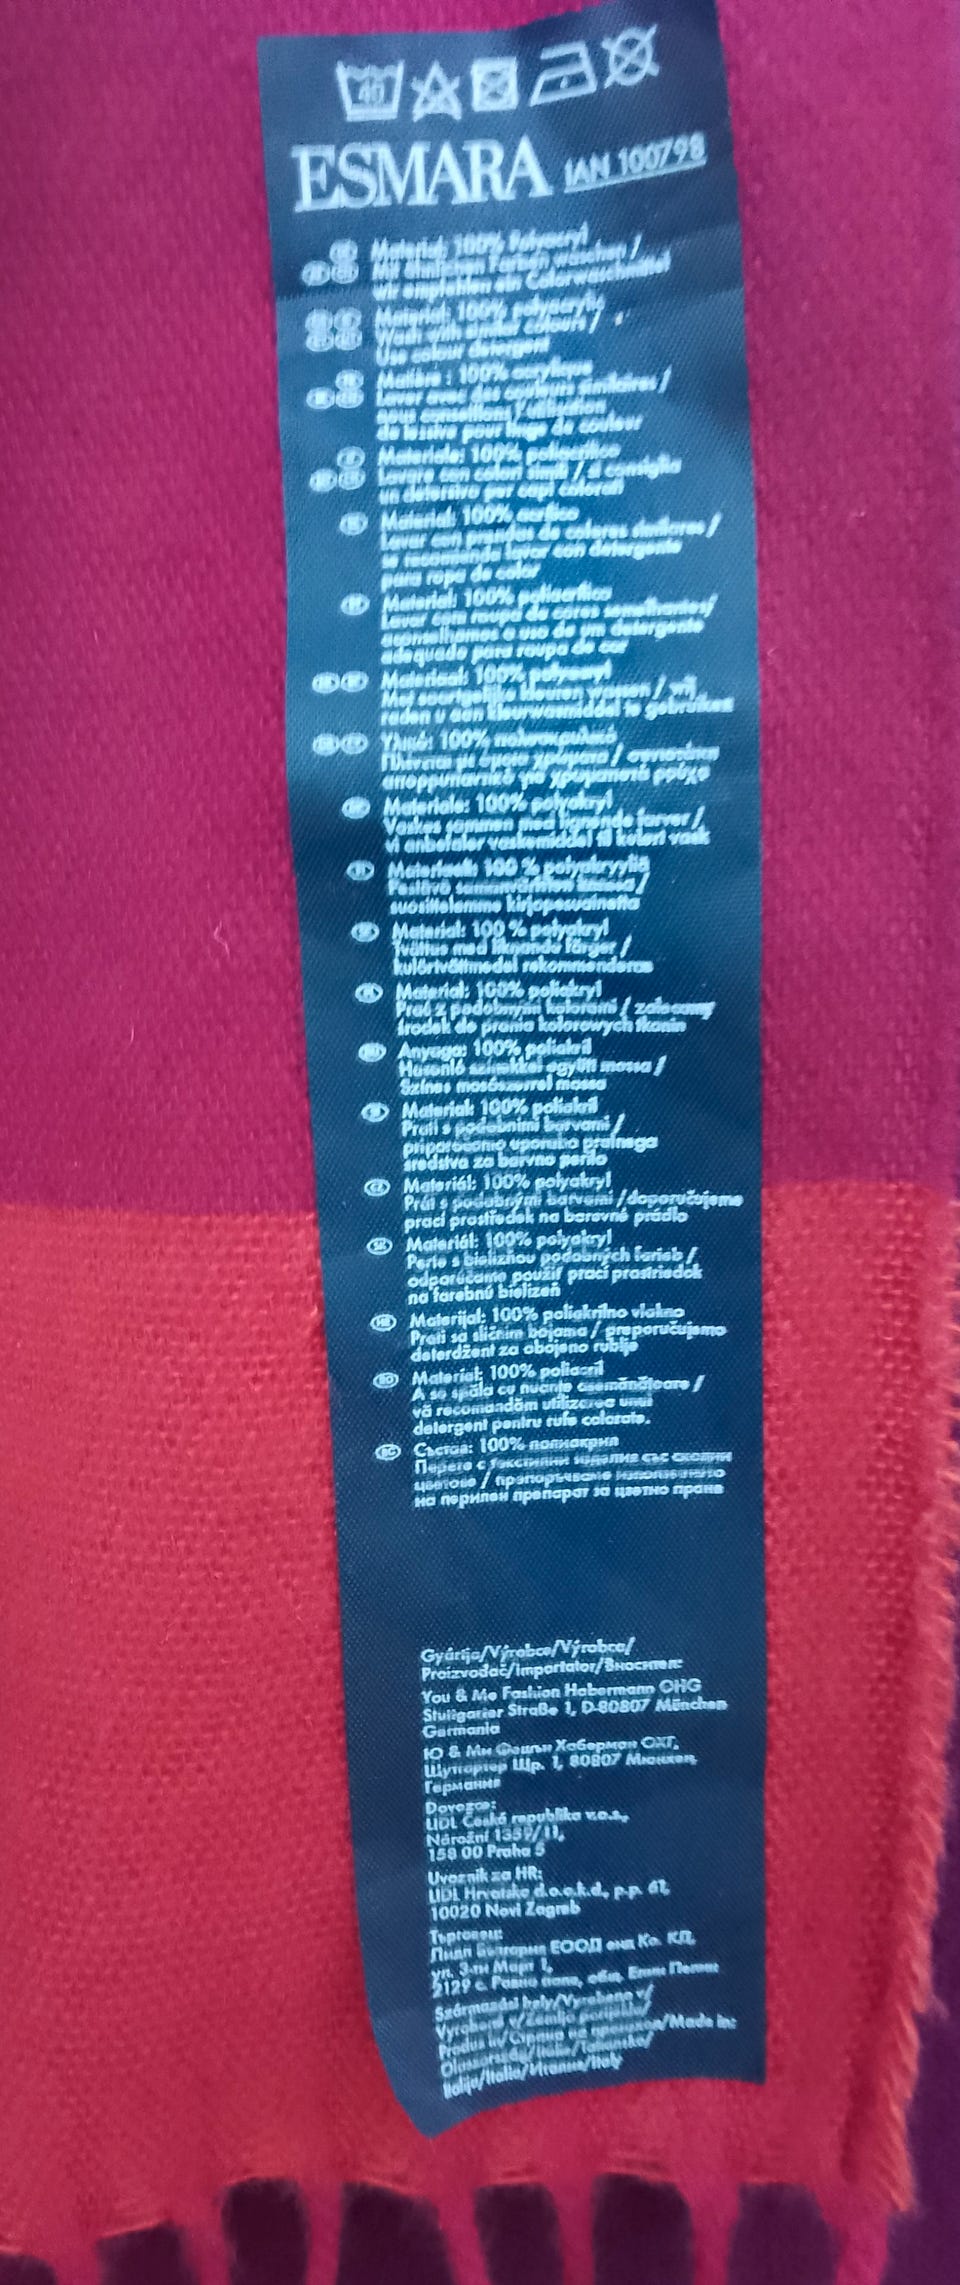 40
ESMARA IAN 100798
Material: 100% Polyacryl
Mit ähnlichen Farben waschen /
wir empfehlen ein Colorwaschmittel
Material: 100% polyacrylic
Wash with similar colours /
Use colour detergent
Matière : 100% acrylique
Laver avec des couleurs similaires /
nous conseillons l'utilisation
de lessive pour linge de couleur
Materiale: 100% poliacrilico
Lavare con colori simili / si consiglia
un detersivo per capi colorati
Material: 100% acrílico
Lavar con prendas de colores similares /
se recomienda lavar con detergente
para ropa de color
Material: 100% poliacrílico
Lavar com roupa de cores semelhantes/
aconselhamos o uso de um detergente
adequado para roupa de cor
Materiaal: 100% polyacryl
Met soortgelijke kleuren wassen / wij
raden u aan kleurwasmiddel te gebruiken
Υλικό: 100% πολυακρυλικό
Πλένεται με όμοια χρώματα / συνιστάται
απορρυπαντικό για χρωματιστά ρούχα
Materiale: 100% polyakryl
Vaskes sammen med lignende farver /
vi anbefaler vaskemiddel til kulørt vask
Materiaali: 100 % polyakryyliä
Pestävä samanväristen kanssa /
suosittelemme kirjopesuainetta
Material: 100 % polyakryl
Tvättas med liknande färger /
kulörtvättmedel rekommenderas
Materiał: 100% poliakryl
Prać z podobnymi kolorami / zalecany
środek do prania kolorowych tkanin
Anyaga: 100% poliakril
Hasonló színekkel együtt mossa /
Színes mosószerrel mossa
Material: 100% poliakril
Prati s podobnimi barvami /
priporočamo uporabo pralnega
sredstva za barvno perilo
CZ Materiál: 100% polyakryl
Prát s podobnými barvami / doporučujeme
prací prostředek na barevné prádlo
SK Materiál: 100% polyakryl
Perte s bielizňou podobných farieb /
odporúčame použiť prací prostriedok
na farebnú bielizeň
HR Materijal: 100% poliakrilno vlakno
Prati sa sličnim bojama / preporučujemo
deterdžent za obojeno rublje
RO Material: 100% poliacril
A se spăla cu nuanțe asemănătoare /
vă recomandăm utilizarea unui
detergent pentru rufe colorate.
BG Състав: 100% полиакрил
Перете с текстилни изделия със сходни
цветове / препоръчваме използването
на перилен препарат за цветно пране
Gyártja/Výrobce/Výrobca/
Proizvođač/Importator/Вносител:
You & Me Fashion Habermann OHG
Stuttgarter Straße 1, D-80807 München
Germania
Ю & Ми Фешън Хаберман ОХГ,
Щутгартер Щр. 1, 80807 Мюнхен,
Германия
Dovozce:
LIDL Česká republika v.o.s.,
Nárožní 1359/11,
158 00 Praha 5
Uvoznik za HR:
LIDL Hrvatska d.o.o.k.d., p.p. 61,
10020 Novi Zagreb
Търговец:
Лидл България ЕООД енд Ко. КД,
ул. 3-ти Март 1,
2129 с. Равно поле, общ. Елин Пелин
Származási hely/Vyrobeno v/
Vyrobené v/Zemlja porijekla/
Produs în/Страна на произход/Made in:
Olaszország/Itálie/Taliansko/
Italija/Italia/Италия/Italy